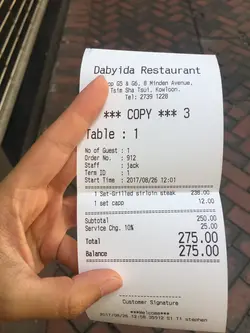 Dabyida Restaurant
Shop G5 & G6, 8 Minden Avenue,
Tsim Sha Tsui, Kowloon.
Tel: 2739 1228
*** COPY *** 3
Table : 1
No of Guest : 1
Order No. : 912
Staff : jack
Term ID : 1
Start Time : 2017/08/26 12:01
1 Set-Grilled sirloin steak 238.00
1 set capp 12.00
Subtotal 250.00
Service Chg. 10% 25.00
Total 275.00
Balance 275.00
Customer Signature
***Welcome***
stephen